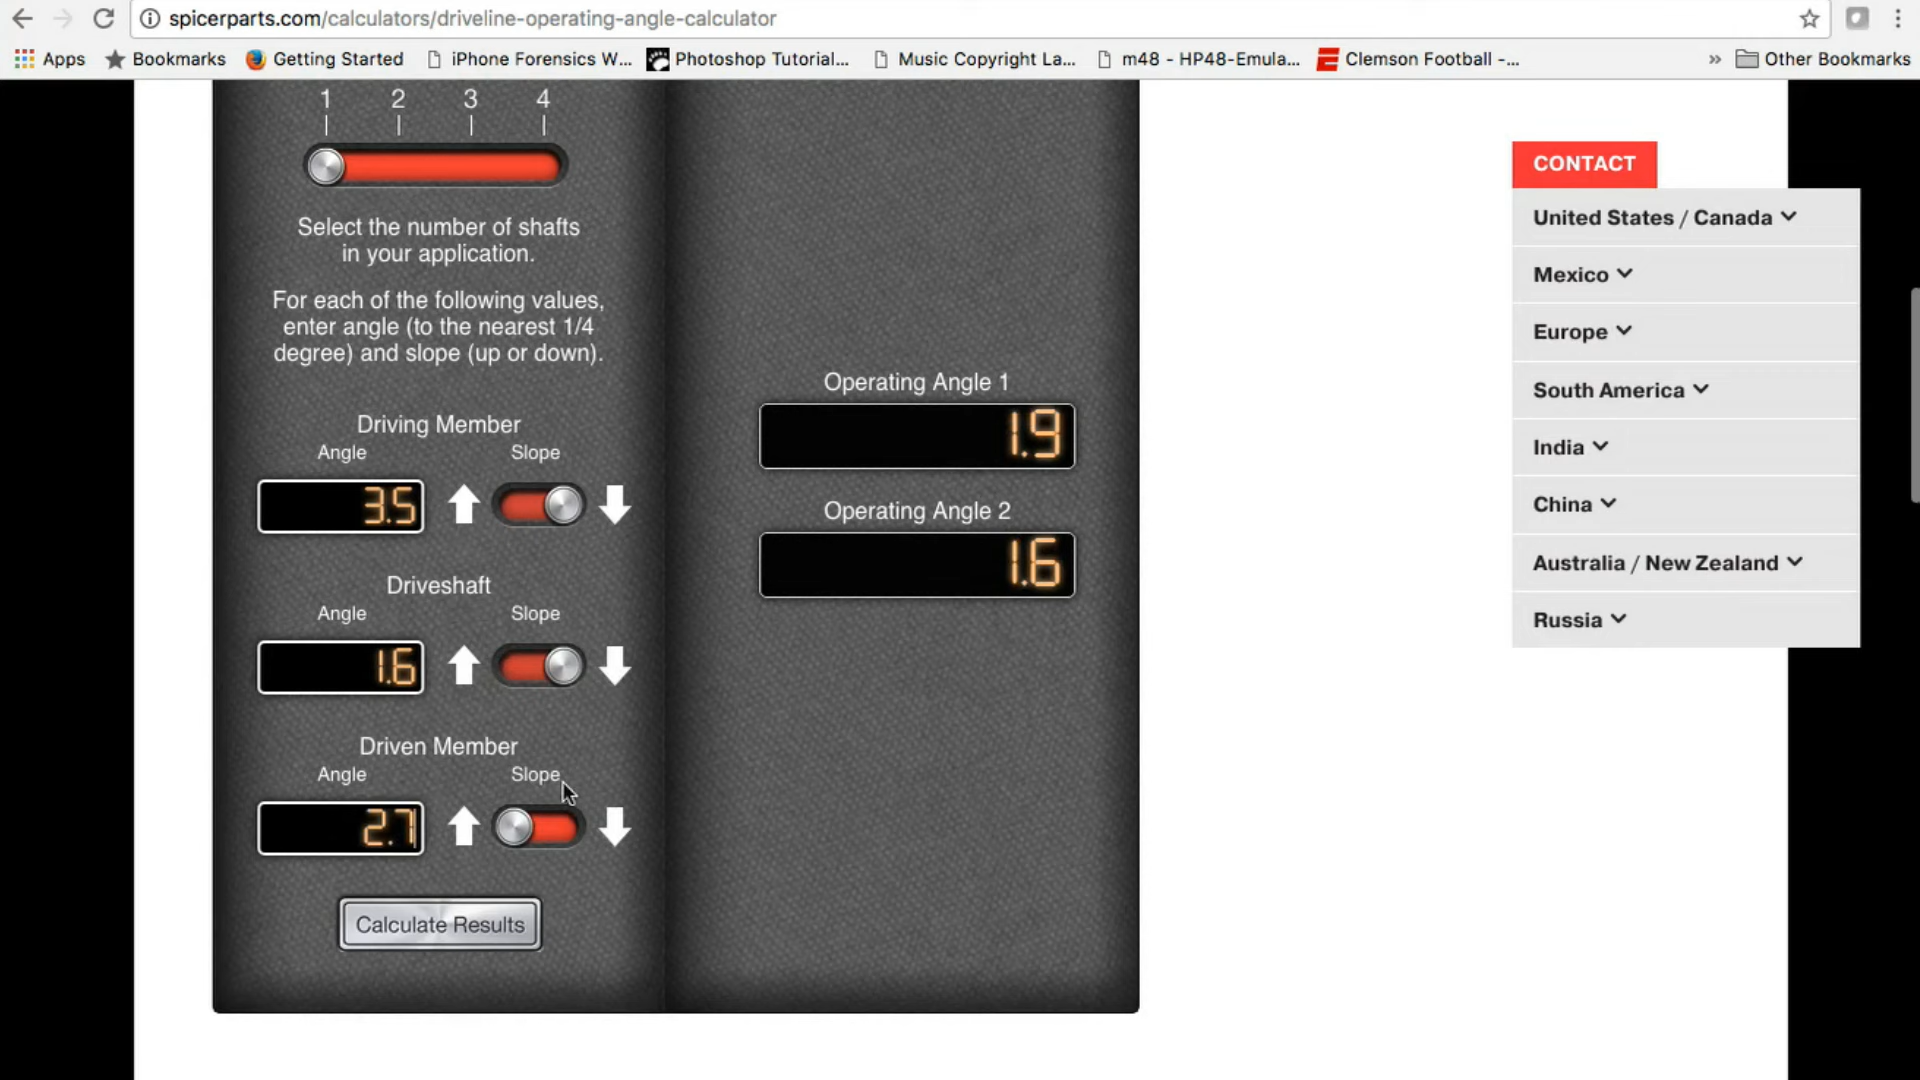 spicerparts.com/calculators/driveline-operating-angle-calculator
Apps
Bookmarks
Getting Started
iPhone Forensics W...
Photoshop Tutorial...
Music Copyright La...
m48 - HP48-Emula...
Clemson Football -...
»
Other Bookmarks
1 2 3 4
Select the number of shafts
in your application.
For each of the following values,
enter angle (to the nearest 1/4
degree) and slope (up or down).
Driving Member
Angle Slope
3.5
Driveshaft
Angle Slope
1.6
Driven Member
Angle Slope
2.7
Calculate Results
Operating Angle 1
1.9
Operating Angle 2
1.6
CONTACT
United States / Canada
Mexico
Europe
South America
India
China
Australia / New Zealand
Russia